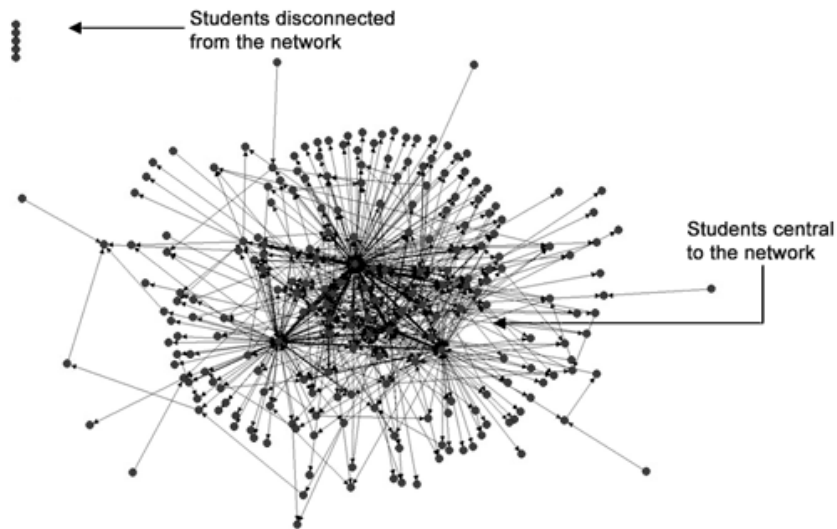 Students disconnected
from the network
Students central
to the network